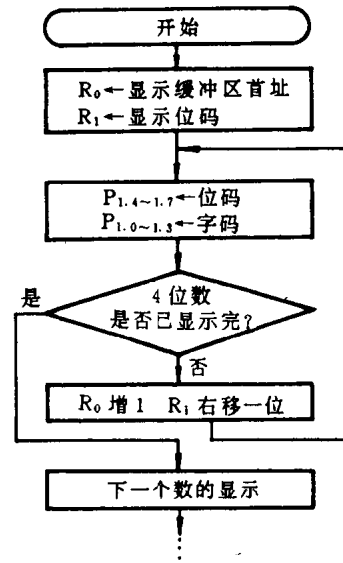 开始
R₀←显示缓冲区首址
R₁←显示位码
P₁.₄~₁.₇←位码
P₁.₀~₁.₃←字码
4位数
是否已显示完？
是
否
R₀增1 R₁右移一位
下一个数的显示